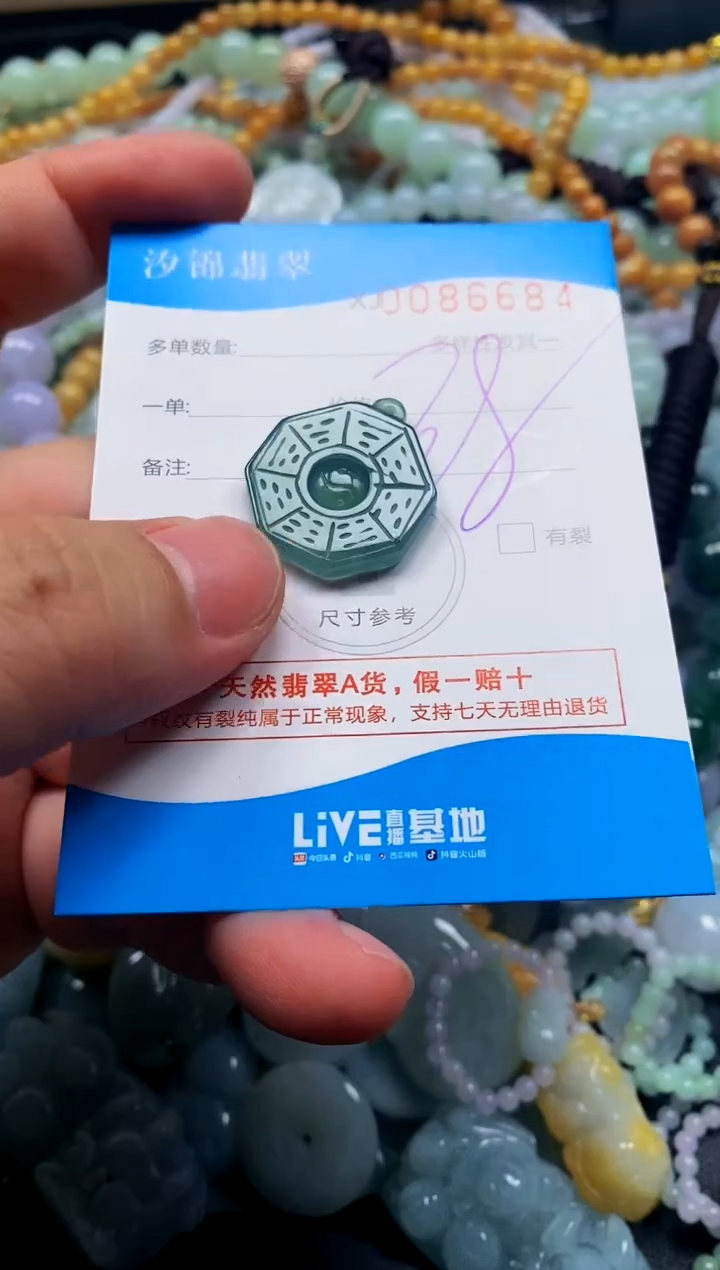 汐锦翡翠
XJ0086684
多单数量:
一单:
备注:
有裂
尺寸参考
天然翡翠A货，假一赔十
有裂纯属于正常现象，支持七天无理由退货
LiVE直播基地
今日头条 抖音 西瓜视频 抖音火山版